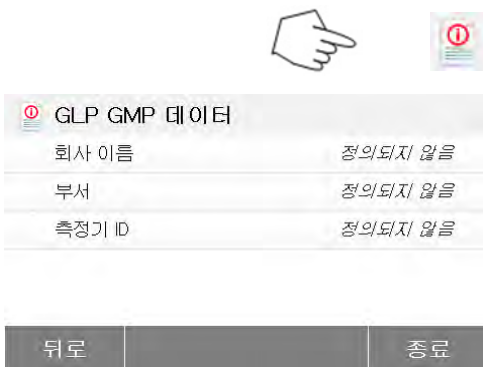 GLP GMP 데이터
회사 이름 정의되지 않음
부서 정의되지 않음
측정기 ID 정의되지 않음
뒤로 종료